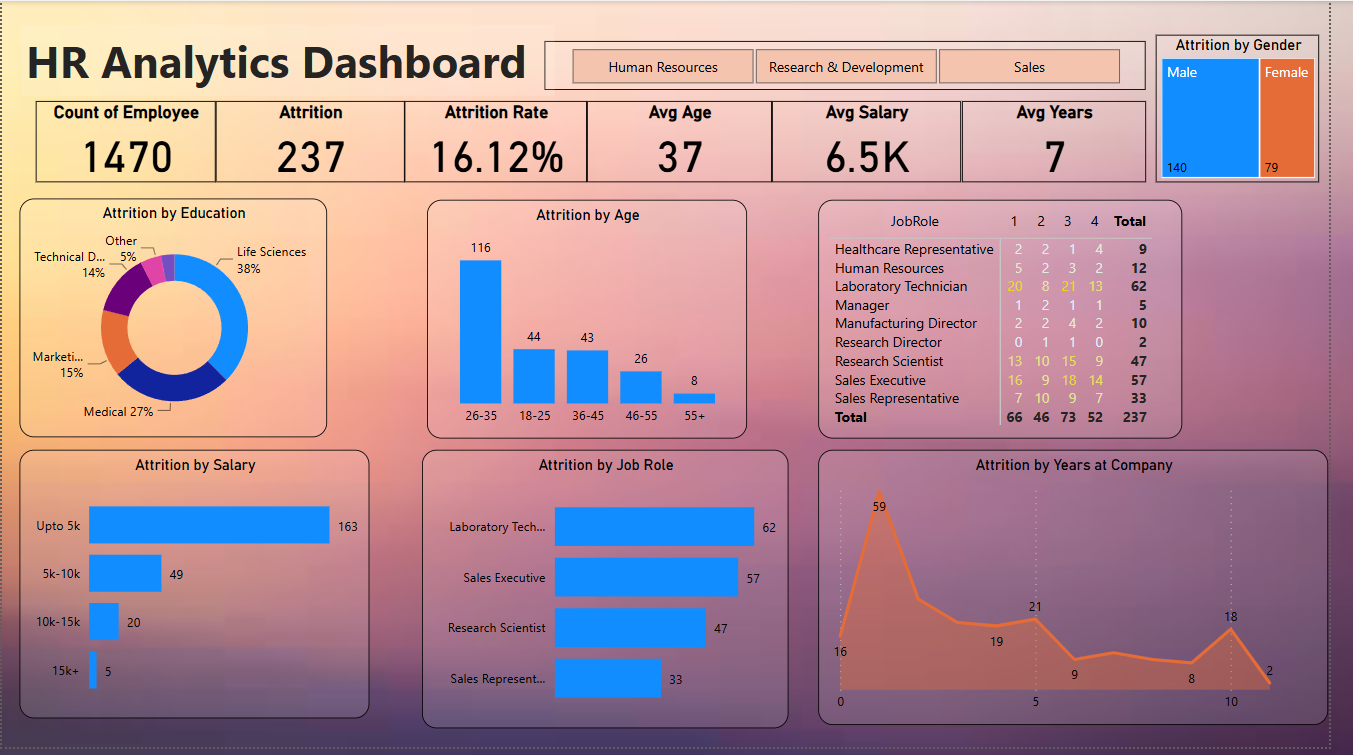 HR Analytics Dashboard
Human Resources
Research & Development
Sales
Attrition by Gender
Male
Female
140
79
Count of Employee
1470
Attrition
237
Attrition Rate
16.12%
Avg Age
37
Avg Salary
6.5K
Avg Years
7
Attrition by Education
Other
5%
Technical D...
14%
Life Sciences
38%
Marketi...
15%
Medical 27%
Attrition by Age
116
44
43
26
8
26-35 18-25 36-45 46-55 55+
JobRole 1 2 3 4 Total
Healthcare Representative 2 2 1 4 9
Human Resources 5 2 3 2 12
Laboratory Technician 20 8 21 13 62
Manager 1 2 1 1 5
Manufacturing Director 2 2 4 2 10
Research Director 0 1 1 0 2
Research Scientist 13 10 15 9 47
Sales Executive 16 9 18 14 57
Sales Representative 7 10 9 7 33
Total 66 46 73 52 237
Attrition by Salary
Upto 5k 163
5k-10k 49
10k-15k 20
15k+ 5
Attrition by Job Role
Laboratory Tech... 62
Sales Executive 57
Research Scientist 47
Sales Represent... 33
Attrition by Years at Company
59
16
19
21
9
8
18
2
0 5 10